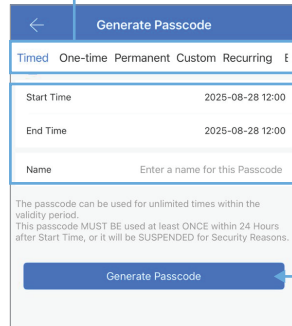 Generate Passcode
Timed One-time Permanent Custom Recurring
Start Time 2025-08-28 12:00
End Time 2025-08-28 12:00
Name Enter a name for this Passcode
The passcode can be used for unlimited times within the
validity period.
This passcode MUST BE used at least ONCE within 24 Hours
after Start Time, or it will be SUSPENDED for Security Reasons.
Generate Passcode